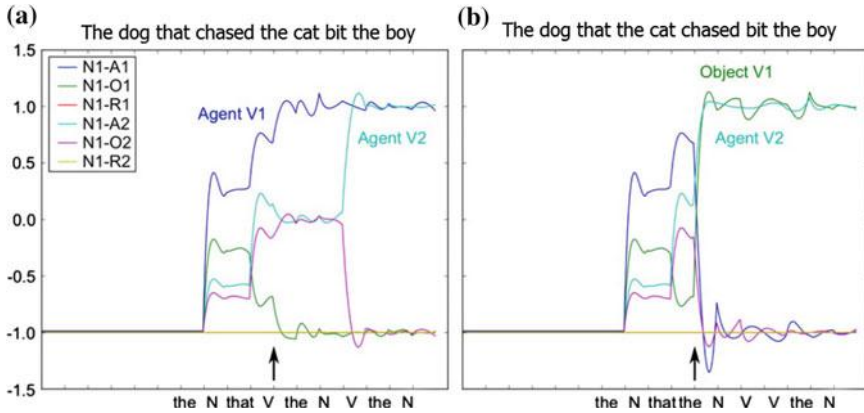 (a)
The dog that chased the cat bit the boy
1.5
1.0
0.5
0.0
-0.5
-1.0
-1.5
N1-A1
N1-O1
N1-R1
N1-A2
N1-O2
N1-R2
Agent V1
Agent V2
the N that V the N V the N
(b)
The dog that the cat chased bit the boy
Object V1
Agent V2
the N that the N V V the N